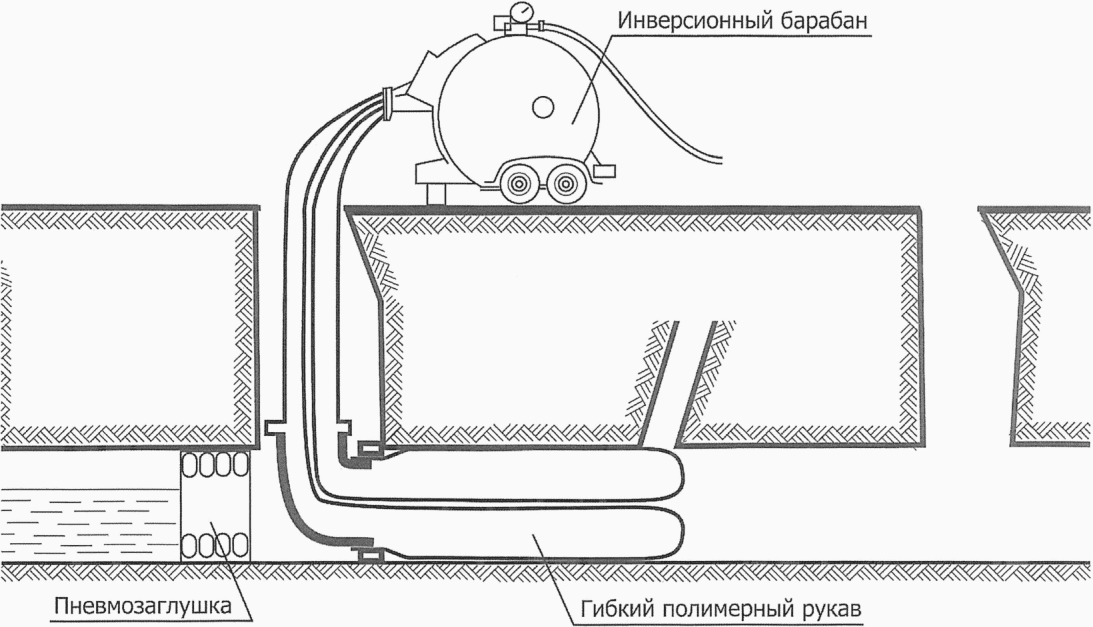 Инверсионный барабан
Пневмозаглушка
Гибкий полимерный рукав